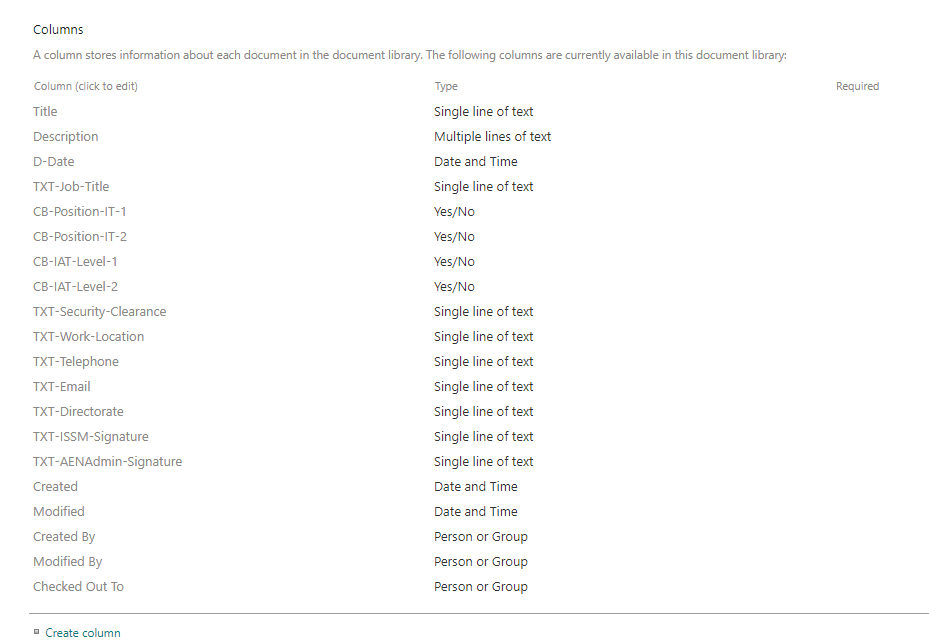 Columns
A column stores information about each document in the document library. The following columns are currently available in this document library:
Column (click to edit) Type Required
Title Single line of text
Description Multiple lines of text
D-Date Date and Time
TXT-Job-Title Single line of text
CB-Position-IT-1 Yes/No
CB-Position-IT-2 Yes/No
CB-IAT-Level-1 Yes/No
CB-IAT-Level-2 Yes/No
TXT-Security-Clearance Single line of text
TXT-Work-Location Single line of text
TXT-Telephone Single line of text
TXT-Email Single line of text
TXT-Directorate Single line of text
TXT-ISSM-Signature Single line of text
TXT-AENAdmin-Signature Single line of text
Created Date and Time
Modified Date and Time
Created By Person or Group
Modified By Person or Group
Checked Out To Person or Group
Create column